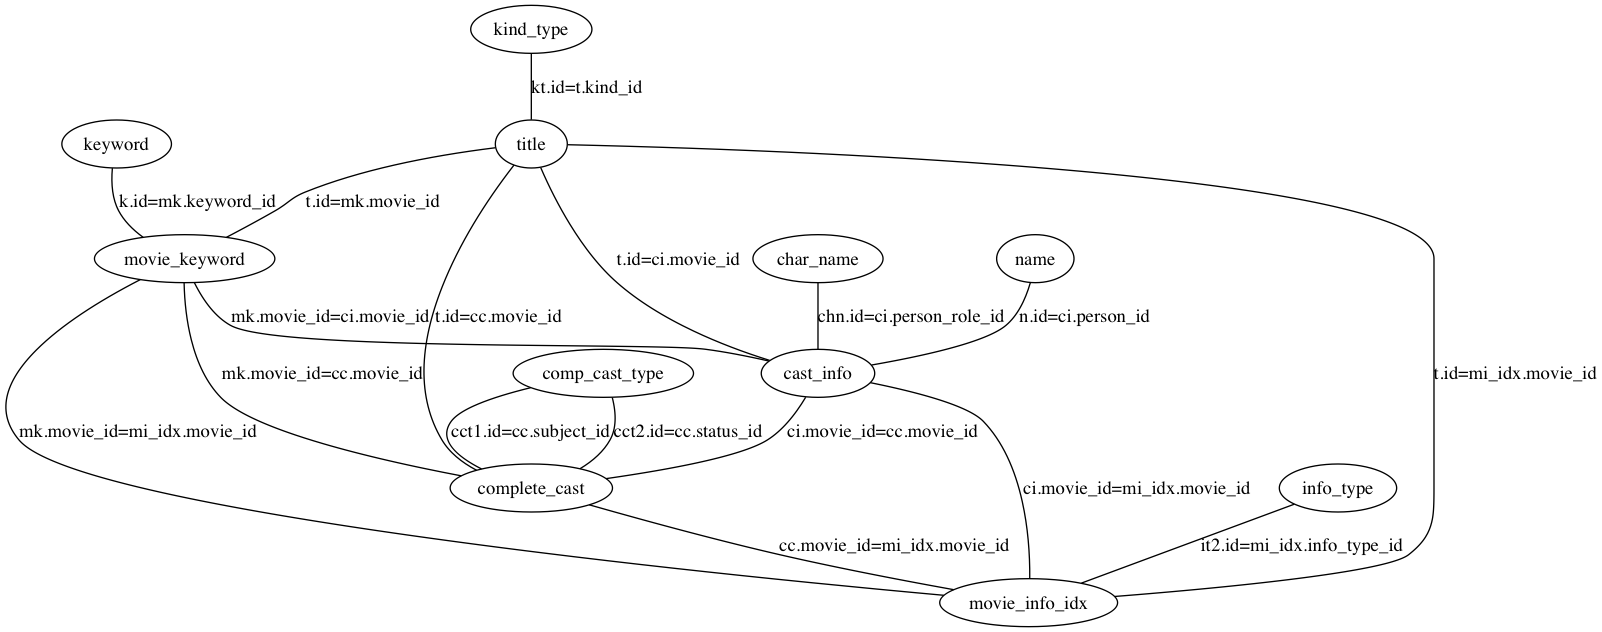 kind_type
kt.id=t.kind_id
keyword
title
k.id=mk.keyword_id
t.id=mk.movie_id
movie_keyword
t.id=ci.movie_id
char_name
name
mk.movie_id=ci.movie_id
t.id=cc.movie_id
chn.id=ci.person_role_id
n.id=ci.person_id
mk.movie_id=cc.movie_id
comp_cast_type
cast_info
t.id=mi_idx.movie_id
mk.movie_id=mi_idx.movie_id
cct1.id=cc.subject_id
cct2.id=cc.status_id
ci.movie_id=cc.movie_id
complete_cast
ci.movie_id=mi_idx.movie_id
info_type
cc.movie_id=mi_idx.movie_id
it2.id=mi_idx.info_type_id
movie_info_idx